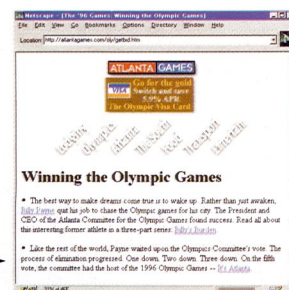 Netscape - [The '96 Games: Winning the Olympic Games]
File Edit View Go Bookmarks Options Directory Window Help
Location: http://atlantagames.com/oly/getbid.htm
ATLANTA GAMES
VISA
Go for the gold
Switch and save
5.9% APR
The Olympic Visa Card
Olympics
Food
Transport
Winning the Olympic Games
• The best way to make dreams come true is to wake up. Rather than just awaken,
Billy Payne quit his job to chase the Olympic games for his city. The President and
CEO of the Atlanta Committee for the Olympic Games found success. Read all about
this interesting former athlete in a three-part series: Billy's Burden.
• Like the rest of the world, Payne waited upon the Olympics Committee's vote. The
process of elimination progressed. One down. Two down. Three down. On the fifth
vote, the committee had the host of the 1996 Olympic Games -- It's Atlanta.